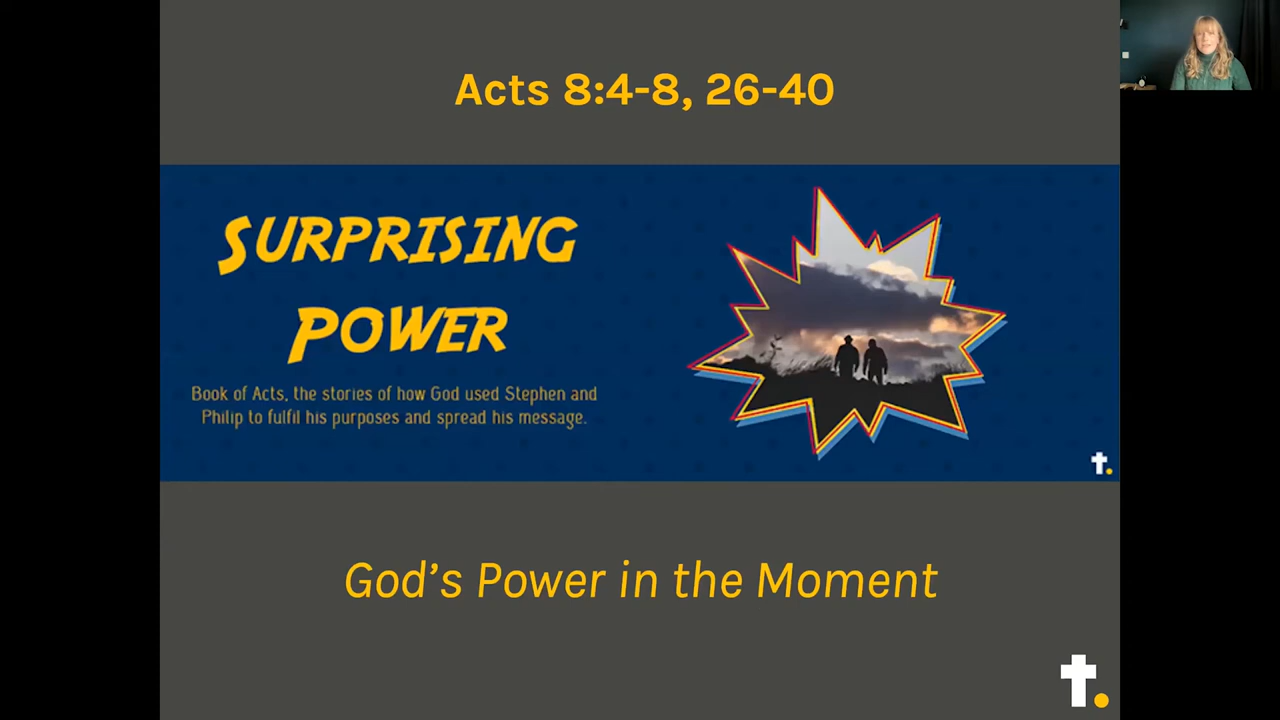 Acts 8:4-8, 26-40
SURPRISING
POWER
Book of Acts, the stories of how God used Stephen and
Philip to fulfil his purposes and spread his message.
God's Power in the Moment